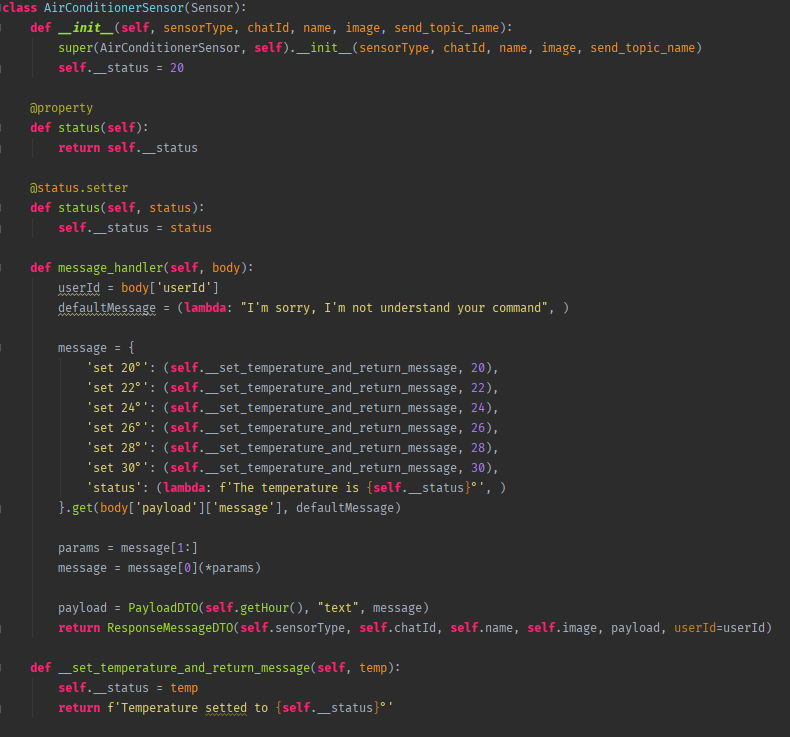 class AirConditionerSensor(Sensor):
    def __init__(self, sensorType, chatId, name, image, send_topic_name):
        super(AirConditionerSensor, self).__init__(sensorType, chatId, name, image, send_topic_name)
        self.__status = 20

    @property
    def status(self):
        return self.__status

    @status.setter
    def status(self, status):
        self.__status = status

    def message_handler(self, body):
        userId = body['userId']
        defaultMessage = (lambda: "I'm sorry, I'm not understand your command", )

        message = {
            'set 20°': (self.__set_temperature_and_return_message, 20),
            'set 22°': (self.__set_temperature_and_return_message, 22),
            'set 24°': (self.__set_temperature_and_return_message, 24),
            'set 26°': (self.__set_temperature_and_return_message, 26),
            'set 28°': (self.__set_temperature_and_return_message, 28),
            'set 30°': (self.__set_temperature_and_return_message, 30),
            'status': (lambda: f'The temperature is {self.__status}°', )
        }.get(body['payload']['message'], defaultMessage)

        params = message[1:]
        message = message[0](*params)

        payload = PayloadDTO(self.getHour(), "text", message)
        return ResponseMessageDTO(self.sensorType, self.chatId, self.name, self.image, payload, userId=userId)

    def __set_temperature_and_return_message(self, temp):
        self.__status = temp
        return f'Temperature setted to {self.__status}°'